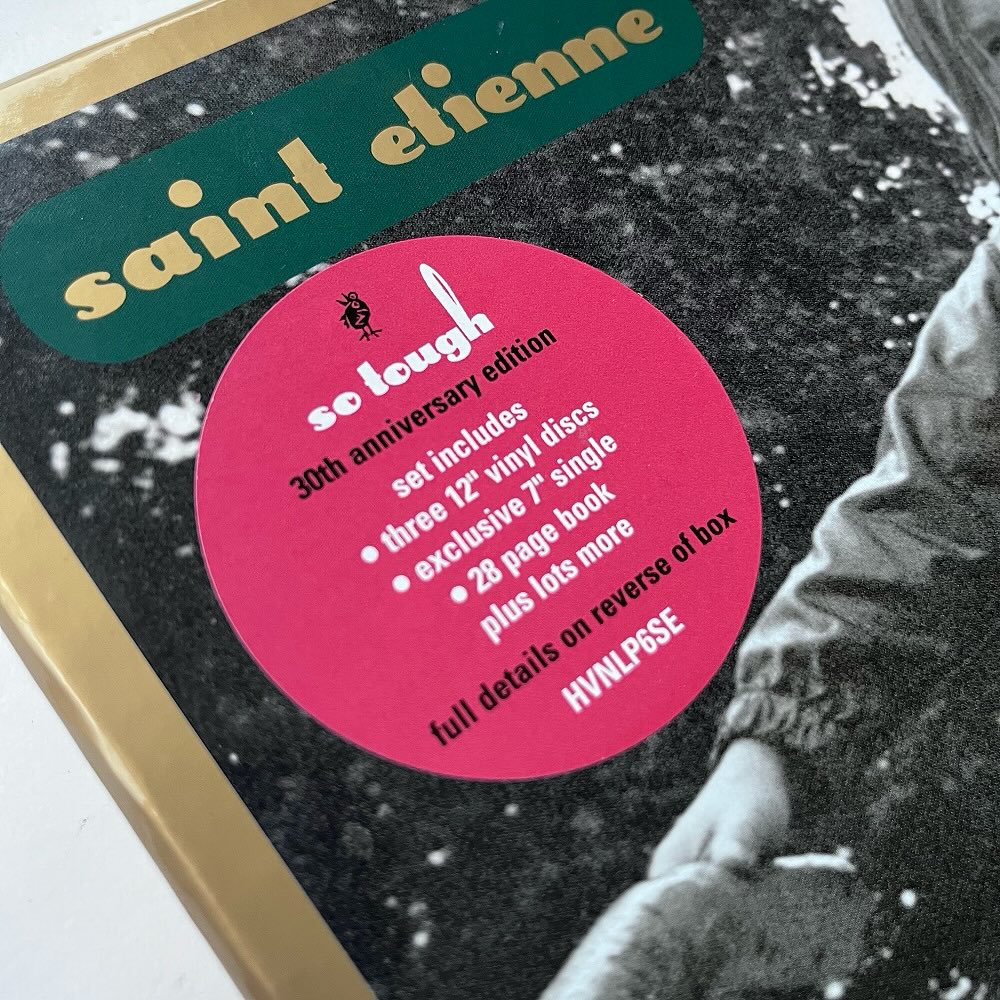 saint etienne
so tough
30th anniversary edition
set includes
• three 12" vinyl discs
• exclusive 7" single
• 28 page book
plus lots more
full details on reverse of box
HVNLP6SE